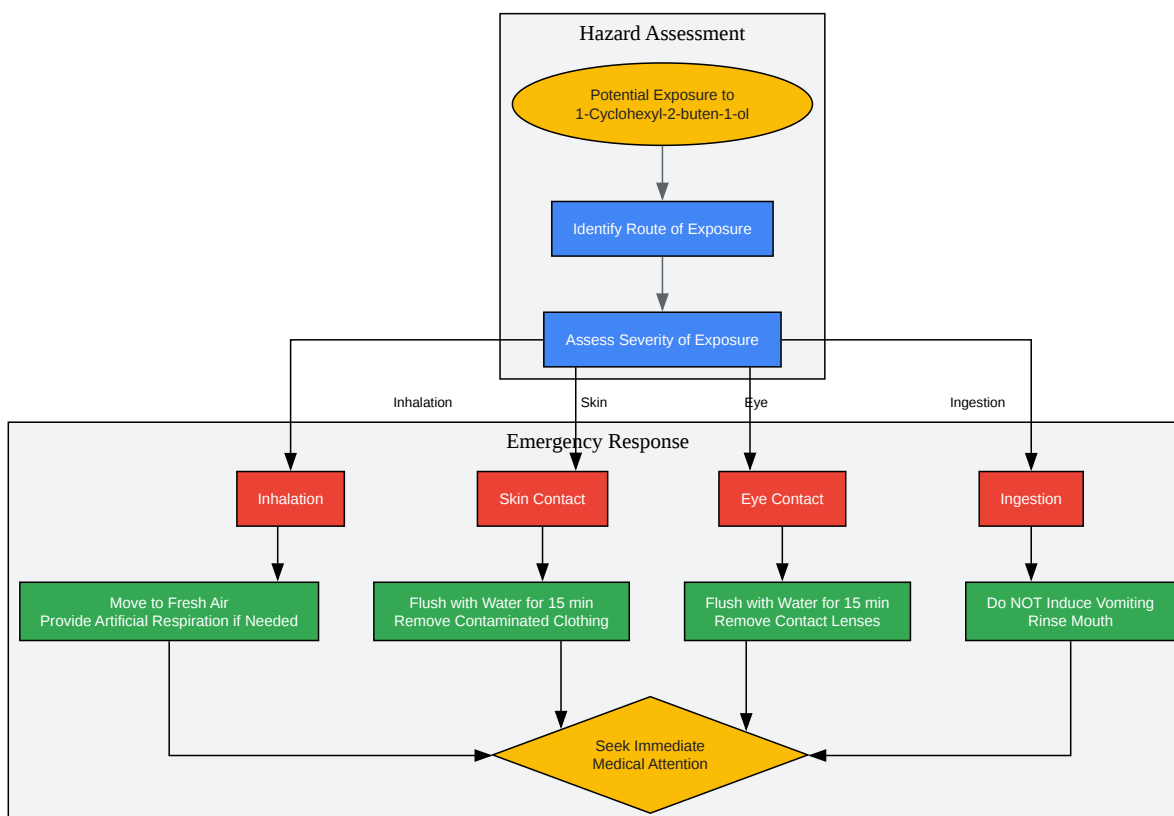 Hazard Assessment
Potential Exposure to
1-Cyclohexyl-2-buten-1-ol
Identify Route of Exposure
Assess Severity of Exposure
Inhalation
Skin
Eye
Ingestion
Emergency Response
Inhalation
Skin Contact
Eye Contact
Ingestion
Move to Fresh Air
Provide Artificial Respiration if Needed
Flush with Water for 15 min
Remove Contaminated Clothing
Flush with Water for 15 min
Remove Contact Lenses
Do NOT Induce Vomiting
Rinse Mouth
Seek Immediate
Medical Attention